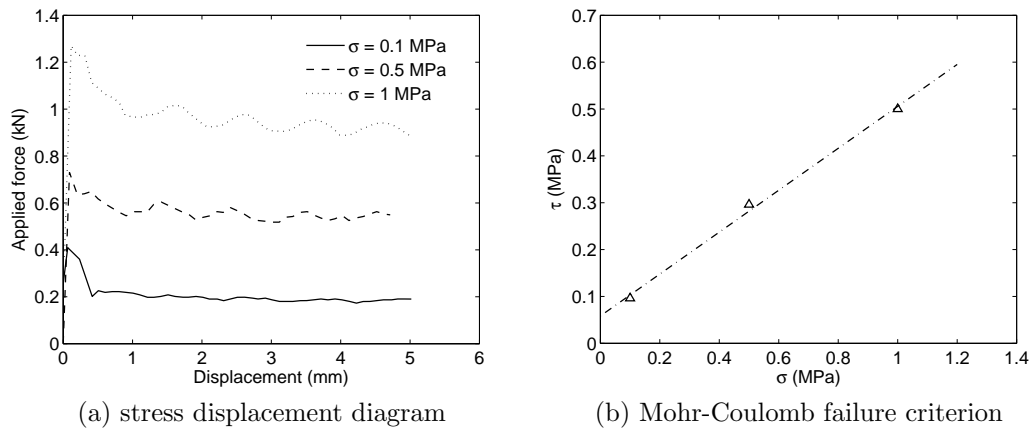 1.4
1.2
1
0.8
0.6
0.4
0.2
0
Applied force (kN)
σ = 0.1 MPa
σ = 0.5 MPa
σ = 1 MPa
0 1 2 3 4 5 6
Displacement (mm)
(a) stress displacement diagram
0.7
0.6
0.5
0.4
0.3
0.2
0.1
0
τ (MPa)
0 0.2 0.4 0.6 0.8 1 1.2 1.4
σ (MPa)
(b) Mohr-Coulomb failure criterion